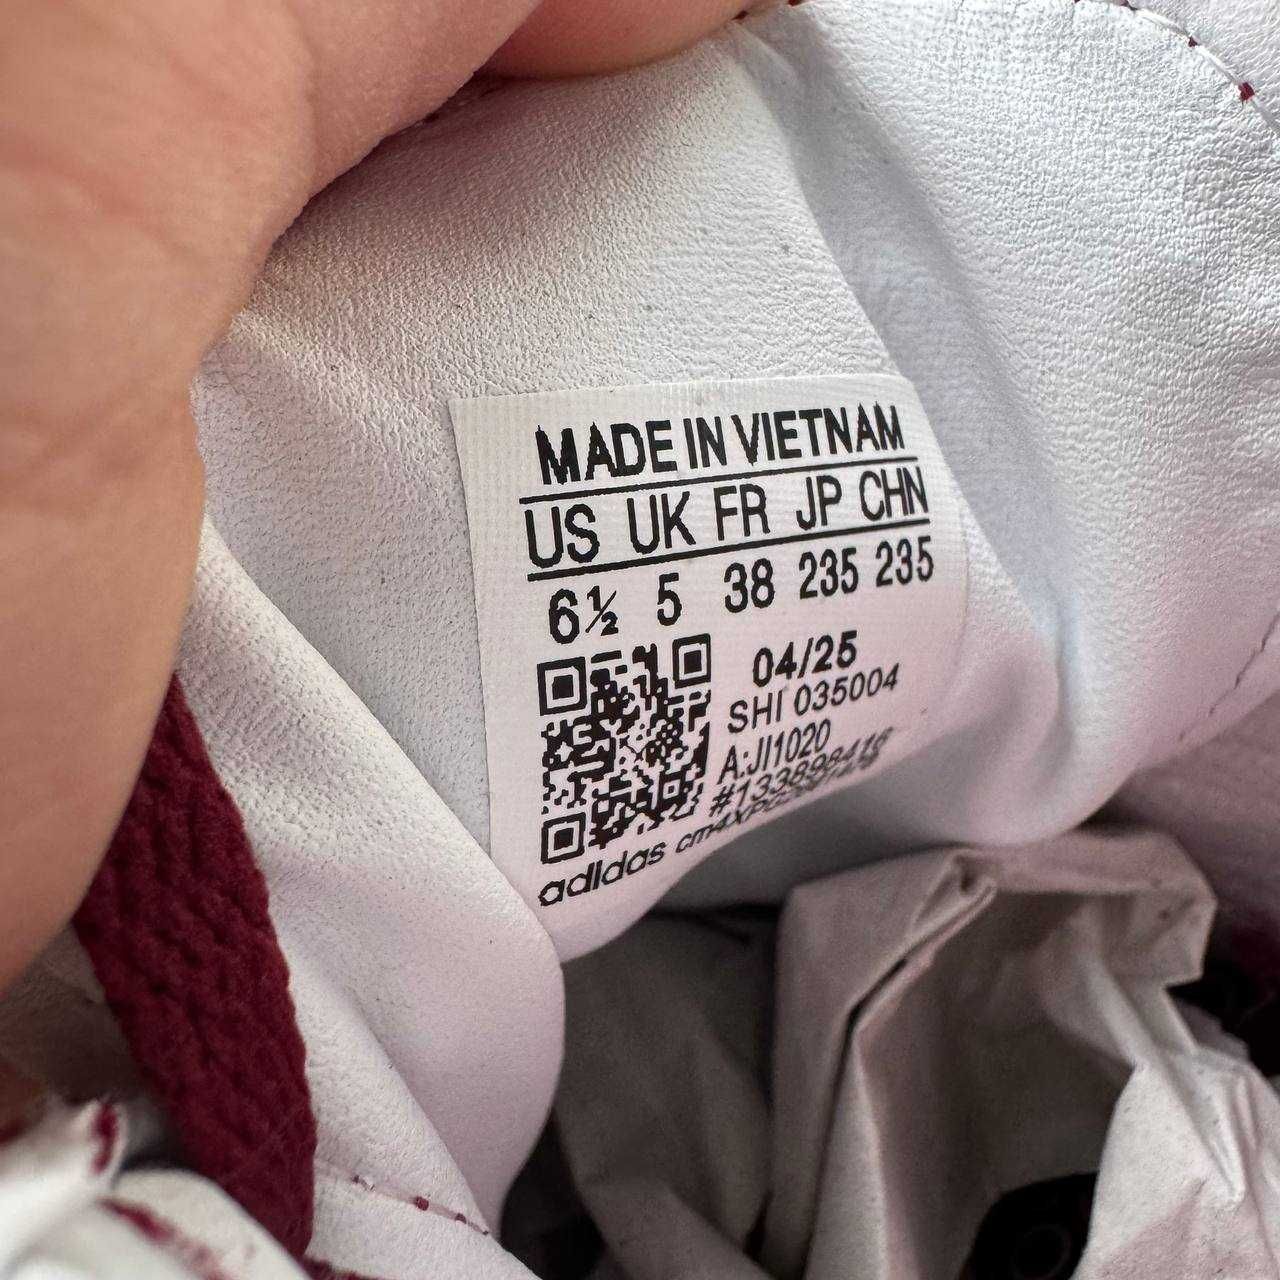 MADE IN VIETNAM
US UK FR JP CHN
6½ 5 38 235 235
04/25
SHI 035004
A:JI1020
#133898416
adidas